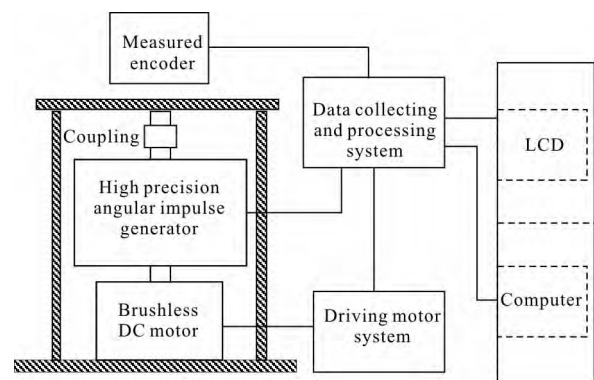 Measured
encoder
Data collecting
and processing
system
LCD
Coupling
High precision
angular impulse
generator
Brushless
DC motor
Driving motor
system
Computer